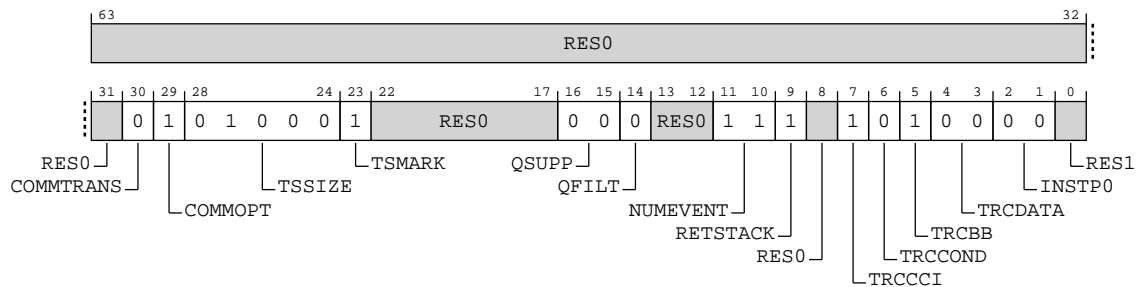 63 32
RES0
31 30 29 28 24 23 22 17 16 15 14 13 12 11 10 9 8 7 6 5 4 3 2 1 0
0 1 0 1 0 0 0 1 RES0 0 0 0 RES0 1 1 1 1 0 1 0 0 0 0
RES0 TSMARK QSUPP RES1
COMMTRANS TSSIZE QFILT INSTP0
COMMOPT NUMEVENT TRCDATA
RETSTACK TRCBB
RES0 TRCCOND
TRCCCI